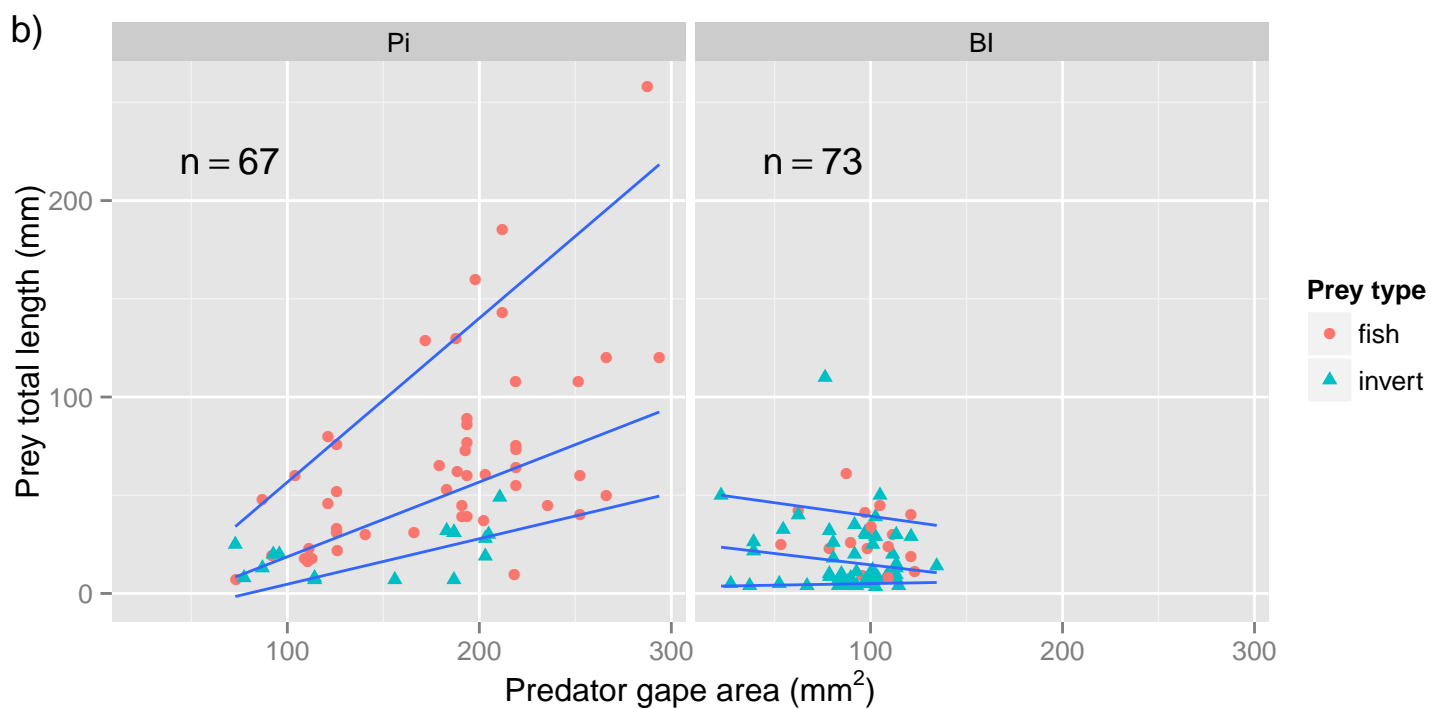 b)
Pi
BI
n = 67
n = 73
Prey total length (mm)
200
100
0
100
200
300
100
200
300
Predator gape area (mm²)
Prey type
fish
invert